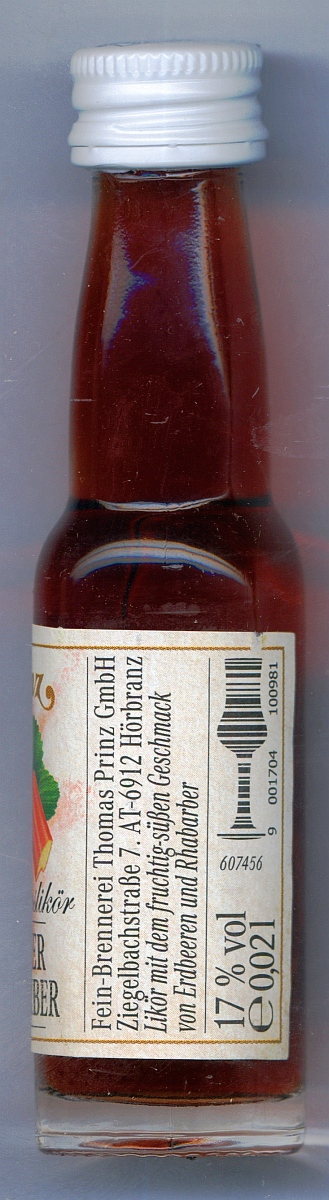 nz
likör
ER
BER
Fein-Brennerei Thomas Prinz GmbH
Ziegelbachstraße 7. AT-6912 Hörbranz
Likör mit dem fruchtig-süßen Geschmack
von Erdbeeren und Rhabarber
17 % vol
℮ 0,02 l
607456
9 001704 100981